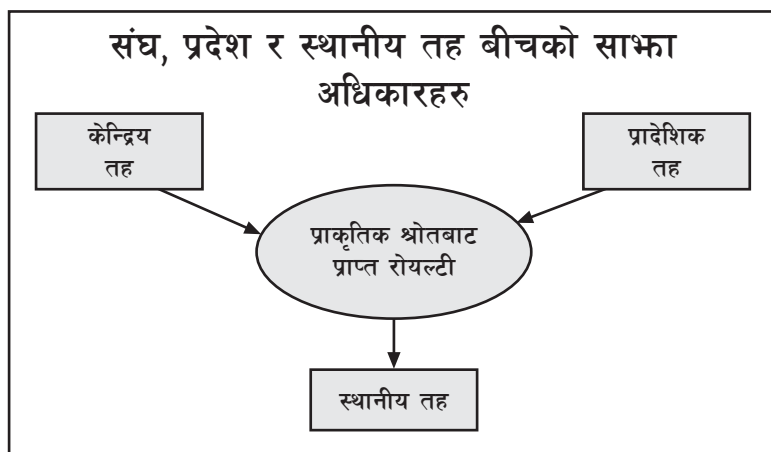 संघ, प्रदेश र स्थानीय तह बीचको साझा
अधिकारहरु
केन्द्रिय
तह
प्रादेशिक
तह
प्राकृतिक श्रोतबाट
प्राप्त रोयल्टी
स्थानीय तह